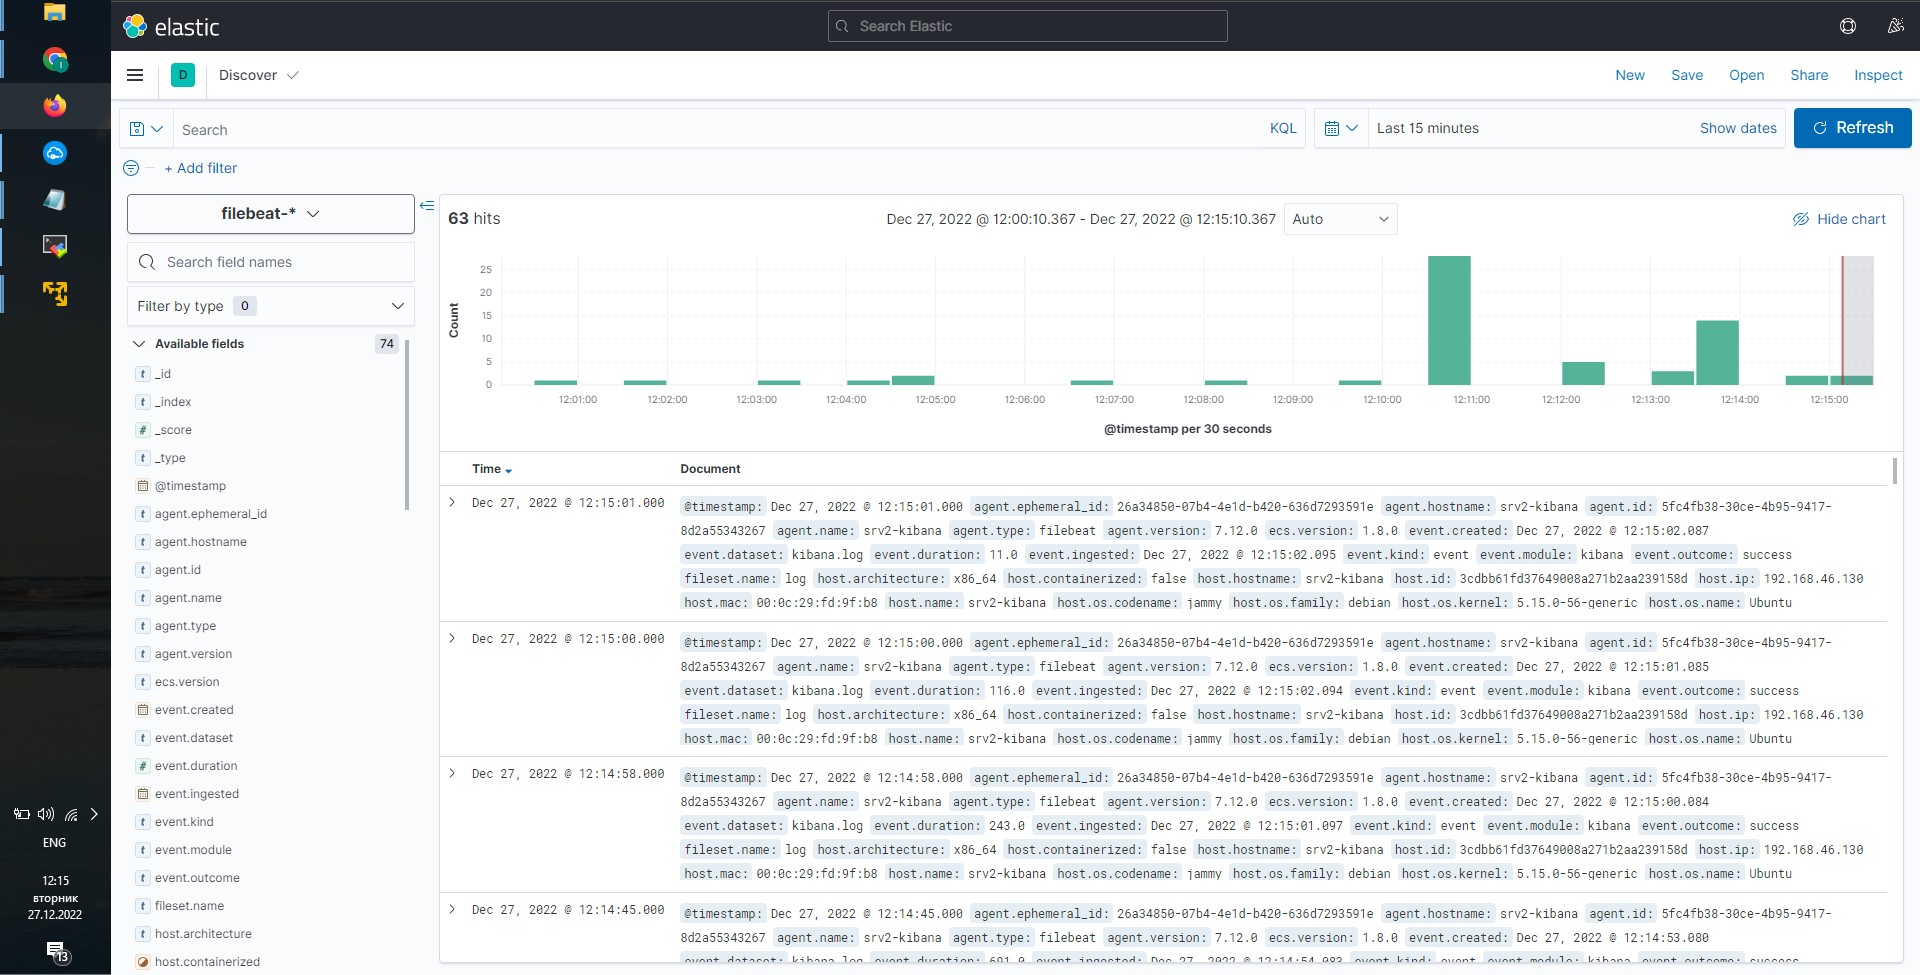 elastic
Search Elastic
D
Discover
New
Save
Open
Share
Inspect
Search
KQL
Last 15 minutes
Show dates
Refresh
+ Add filter
filebeat-*
Search field names
Filter by type 0
Available fields 74
t _id
t _index
# _score
t _type
@timestamp
t agent.ephemeral_id
t agent.hostname
t agent.id
t agent.name
t agent.type
t agent.version
t ecs.version
event.created
t event.dataset
# event.duration
event.ingested
t event.kind
t event.module
t event.outcome
t fileset.name
t host.architecture
host.containerized
63 hits
Dec 27, 2022 @ 12:00:10.367 - Dec 27, 2022 @ 12:15:10.367
Auto
Hide chart
Count
25
20
15
10
5
0
12:01:00 12:02:00 12:03:00 12:04:00 12:05:00 12:06:00 12:07:00 12:08:00 12:09:00 12:10:00 12:11:00 12:12:00 12:13:00 12:14:00 12:15:00
@timestamp per 30 seconds
Time Document
Dec 27, 2022 @ 12:15:01.000
@timestamp: Dec 27, 2022 @ 12:15:01.000 agent.ephemeral_id: 26a34850-07b4-4e1d-b420-636d7293591e agent.hostname: srv2-kibana agent.id: 5fc4fb38-30ce-4b95-9417-
8d2a55343267 agent.name: srv2-kibana agent.type: filebeat agent.version: 7.12.0 ecs.version: 1.8.0 event.created: Dec 27, 2022 @ 12:15:02.087
event.dataset: kibana.log event.duration: 11.0 event.ingested: Dec 27, 2022 @ 12:15:02.095 event.kind: event event.module: kibana event.outcome: success
fileset.name: log host.architecture: x86_64 host.containerized: false host.hostname: srv2-kibana host.id: 3cdbb61fd37649008a271b2aa239158d host.ip: 192.168.46.130
host.mac: 00:0c:29:fd:9f:b8 host.name: srv2-kibana host.os.codename: jammy host.os.family: debian host.os.kernel: 5.15.0-56-generic host.os.name: Ubuntu
Dec 27, 2022 @ 12:15:00.000
@timestamp: Dec 27, 2022 @ 12:15:00.000 agent.ephemeral_id: 26a34850-07b4-4e1d-b420-636d7293591e agent.hostname: srv2-kibana agent.id: 5fc4fb38-30ce-4b95-9417-
8d2a55343267 agent.name: srv2-kibana agent.type: filebeat agent.version: 7.12.0 ecs.version: 1.8.0 event.created: Dec 27, 2022 @ 12:15:01.085
event.dataset: kibana.log event.duration: 116.0 event.ingested: Dec 27, 2022 @ 12:15:02.094 event.kind: event event.module: kibana event.outcome: success
fileset.name: log host.architecture: x86_64 host.containerized: false host.hostname: srv2-kibana host.id: 3cdbb61fd37649008a271b2aa239158d host.ip: 192.168.46.130
host.mac: 00:0c:29:fd:9f:b8 host.name: srv2-kibana host.os.codename: jammy host.os.family: debian host.os.kernel: 5.15.0-56-generic host.os.name: Ubuntu
Dec 27, 2022 @ 12:14:58.000
@timestamp: Dec 27, 2022 @ 12:14:58.000 agent.ephemeral_id: 26a34850-07b4-4e1d-b420-636d7293591e agent.hostname: srv2-kibana agent.id: 5fc4fb38-30ce-4b95-9417-
8d2a55343267 agent.name: srv2-kibana agent.type: filebeat agent.version: 7.12.0 ecs.version: 1.8.0 event.created: Dec 27, 2022 @ 12:15:00.084
event.dataset: kibana.log event.duration: 243.0 event.ingested: Dec 27, 2022 @ 12:15:01.097 event.kind: event event.module: kibana event.outcome: success
fileset.name: log host.architecture: x86_64 host.containerized: false host.hostname: srv2-kibana host.id: 3cdbb61fd37649008a271b2aa239158d host.ip: 192.168.46.130
host.mac: 00:0c:29:fd:9f:b8 host.name: srv2-kibana host.os.codename: jammy host.os.family: debian host.os.kernel: 5.15.0-56-generic host.os.name: Ubuntu
Dec 27, 2022 @ 12:14:45.000
@timestamp: Dec 27, 2022 @ 12:14:45.000 agent.ephemeral_id: 26a34850-07b4-4e1d-b420-636d7293591e agent.hostname: srv2-kibana agent.id: 5fc4fb38-30ce-4b95-9417-
8d2a55343267 agent.name: srv2-kibana agent.type: filebeat agent.version: 7.12.0 ecs.version: 1.8.0 event.created: Dec 27, 2022 @ 12:14:53.080
event.dataset: kibana.log event.duration: 691.0 event.ingested: Dec 27, 2022 @ 12:14:54.083 event.kind: event event.module: kibana event.outcome: success
ENG
12:15
вторник
27.12.2022
13